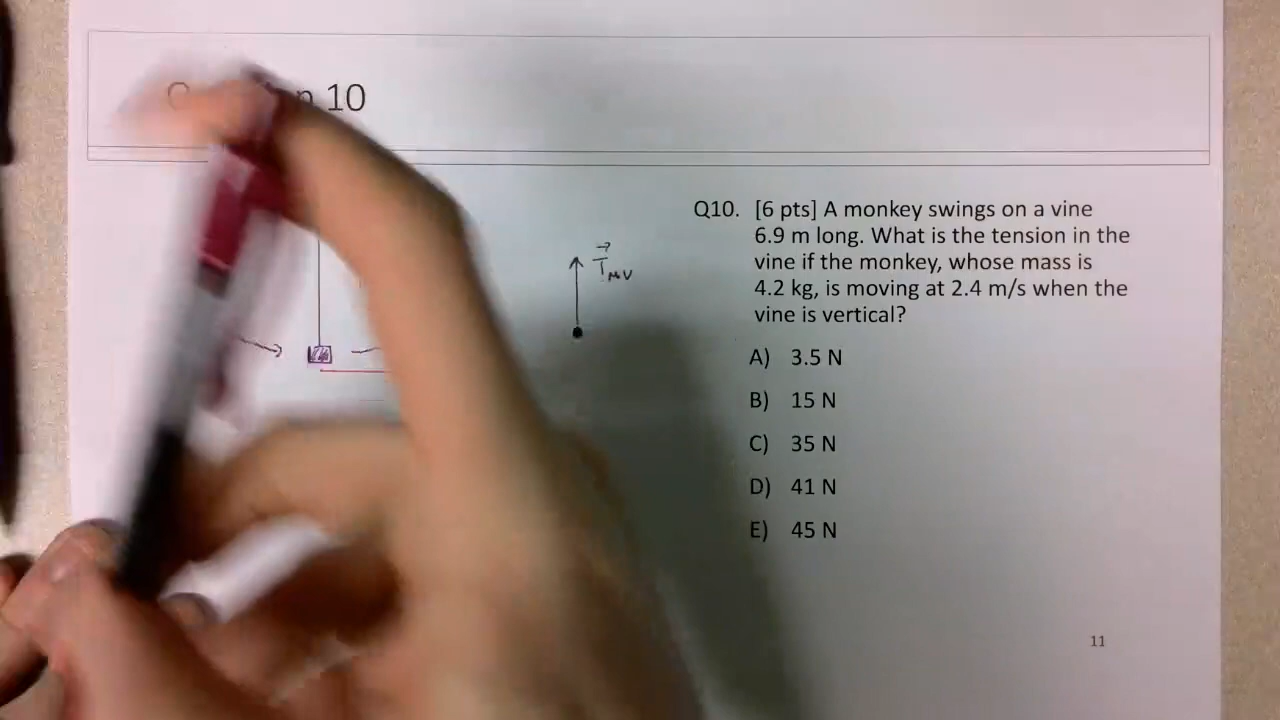 10
T MV
Q10. [6 pts] A monkey swings on a vine
6.9 m long. What is the tension in the
vine if the monkey, whose mass is
4.2 kg, is moving at 2.4 m/s when the
vine is vertical?
A) 3.5 N
B) 15 N
C) 35 N
D) 41 N
E) 45 N
11